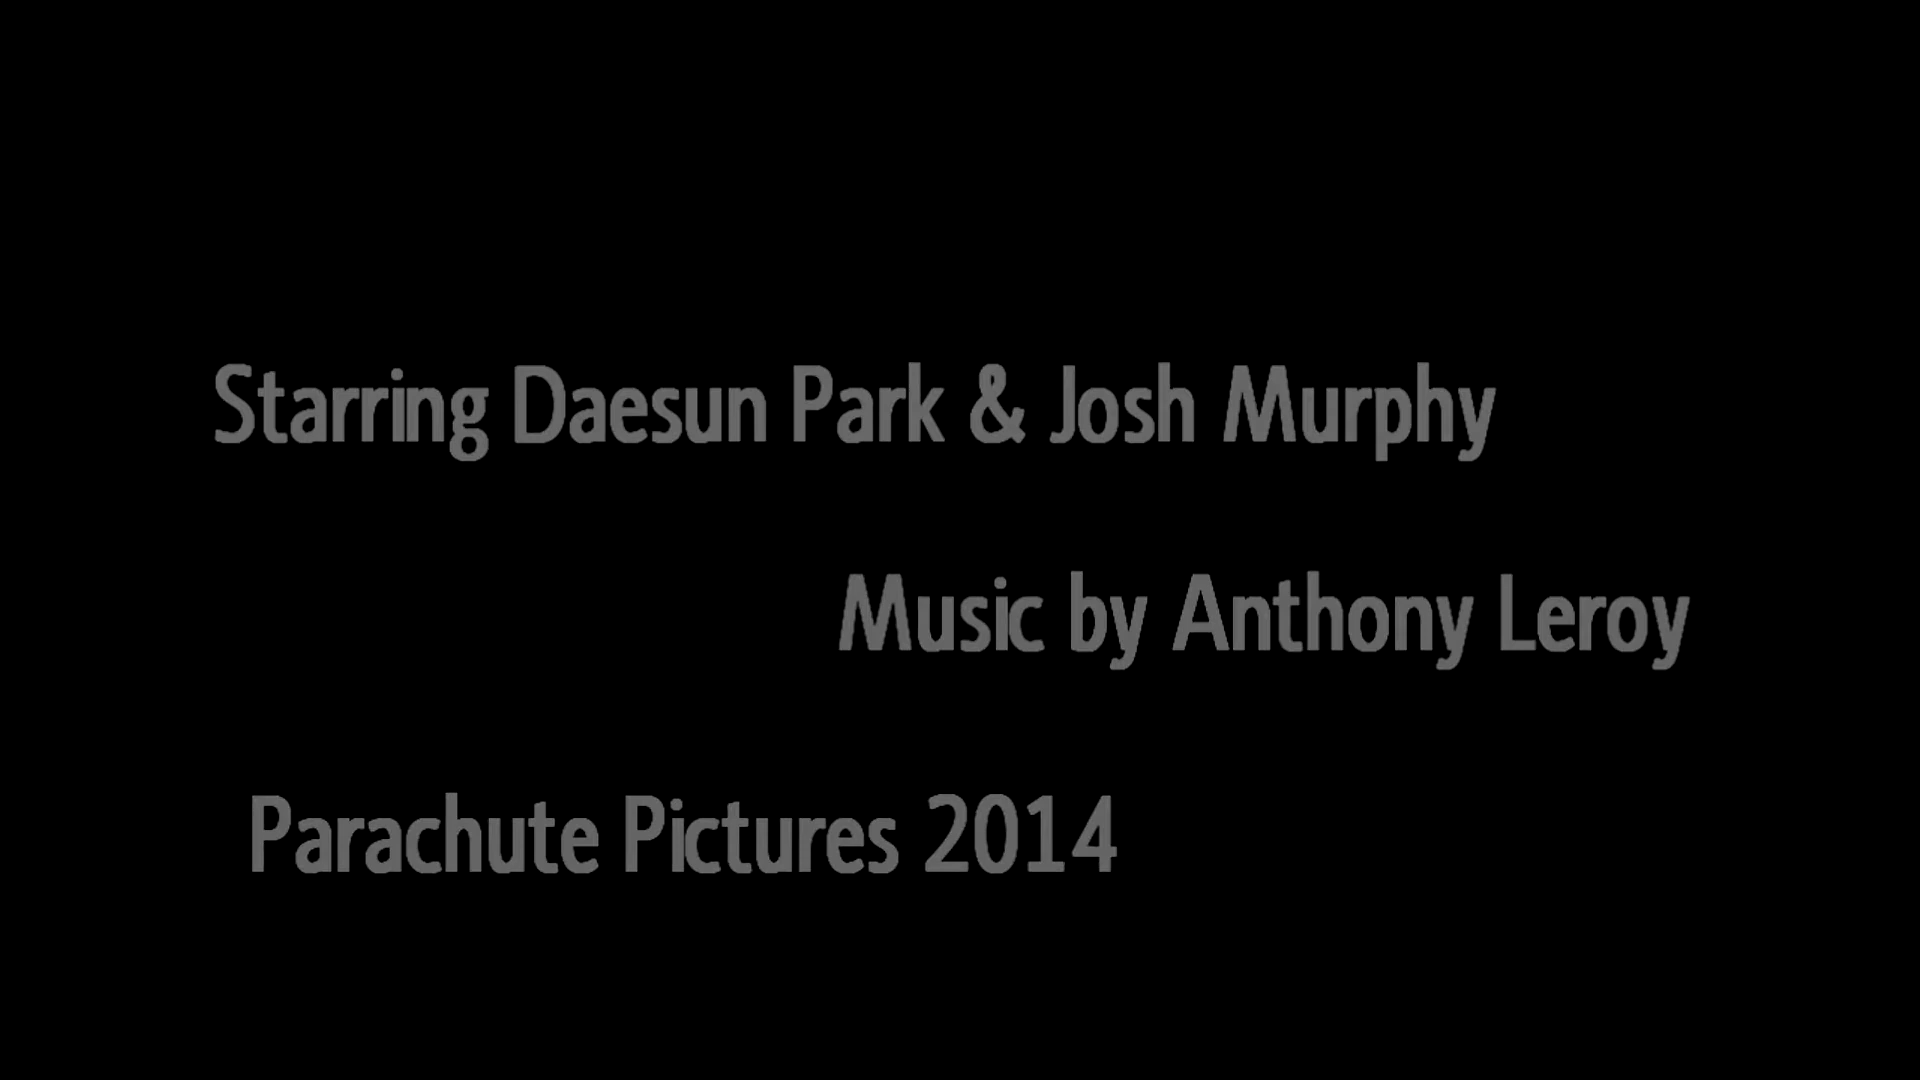 Starring Daesun Park & Josh Murphy
Music by Anthony Leroy
Parachute Pictures 2014